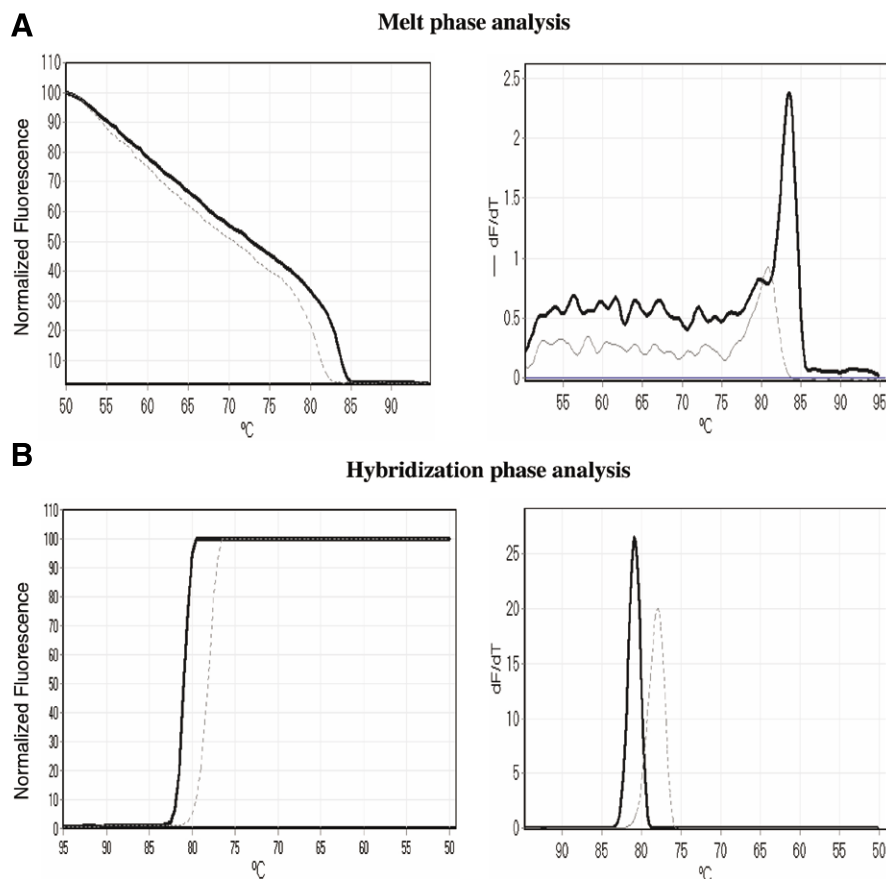 A
Melt phase analysis
Normalized Fluorescence
110
100
90
80
70
60
50
40
30
20
10
50 55 60 65 70 75 80 85 90
ºC
— dF/dT
2.5
2
1.5
1
0.5
0
55 60 65 70 75 80 85 90 95
ºC
B
Hybridization phase analysis
Normalized Fluorescence
110
100
90
80
70
60
50
40
30
20
10
0
95 90 85 80 75 70 65 60 55 50
ºC
dF/dT
25
20
15
10
5
0
90 85 80 75 70 65 60 55 50
ºC